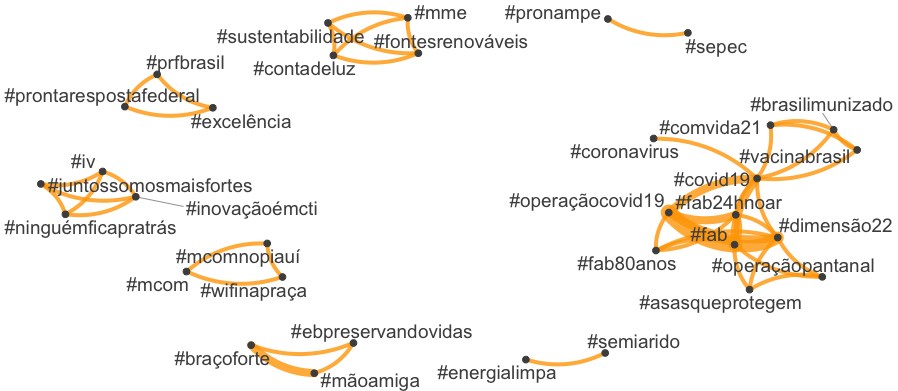 #mme
#pronampe
#sustentabilidade
#fontesrenováveis
#sepec
#prfbrasil
#contadeluz
#prontarespostafederal
#excelência
#brasilimunizado
#comvida21
#coronavirus
#vacinabrasil
#iv
#covid19
#juntossomosmaisfortes
#operaçãocovid19
#fab24hnoar
#inovaçãoémcti
#ninguémficapratrás
#dimensão22
#fab
#mcomnopiauí
#fab80anos
#operaçãopantanal
#mcom
#wifinapraça
#asasqueprotegem
#ebpreservandovidas
#semiarido
#braçoforte
#energialimpa
#mãoamiga